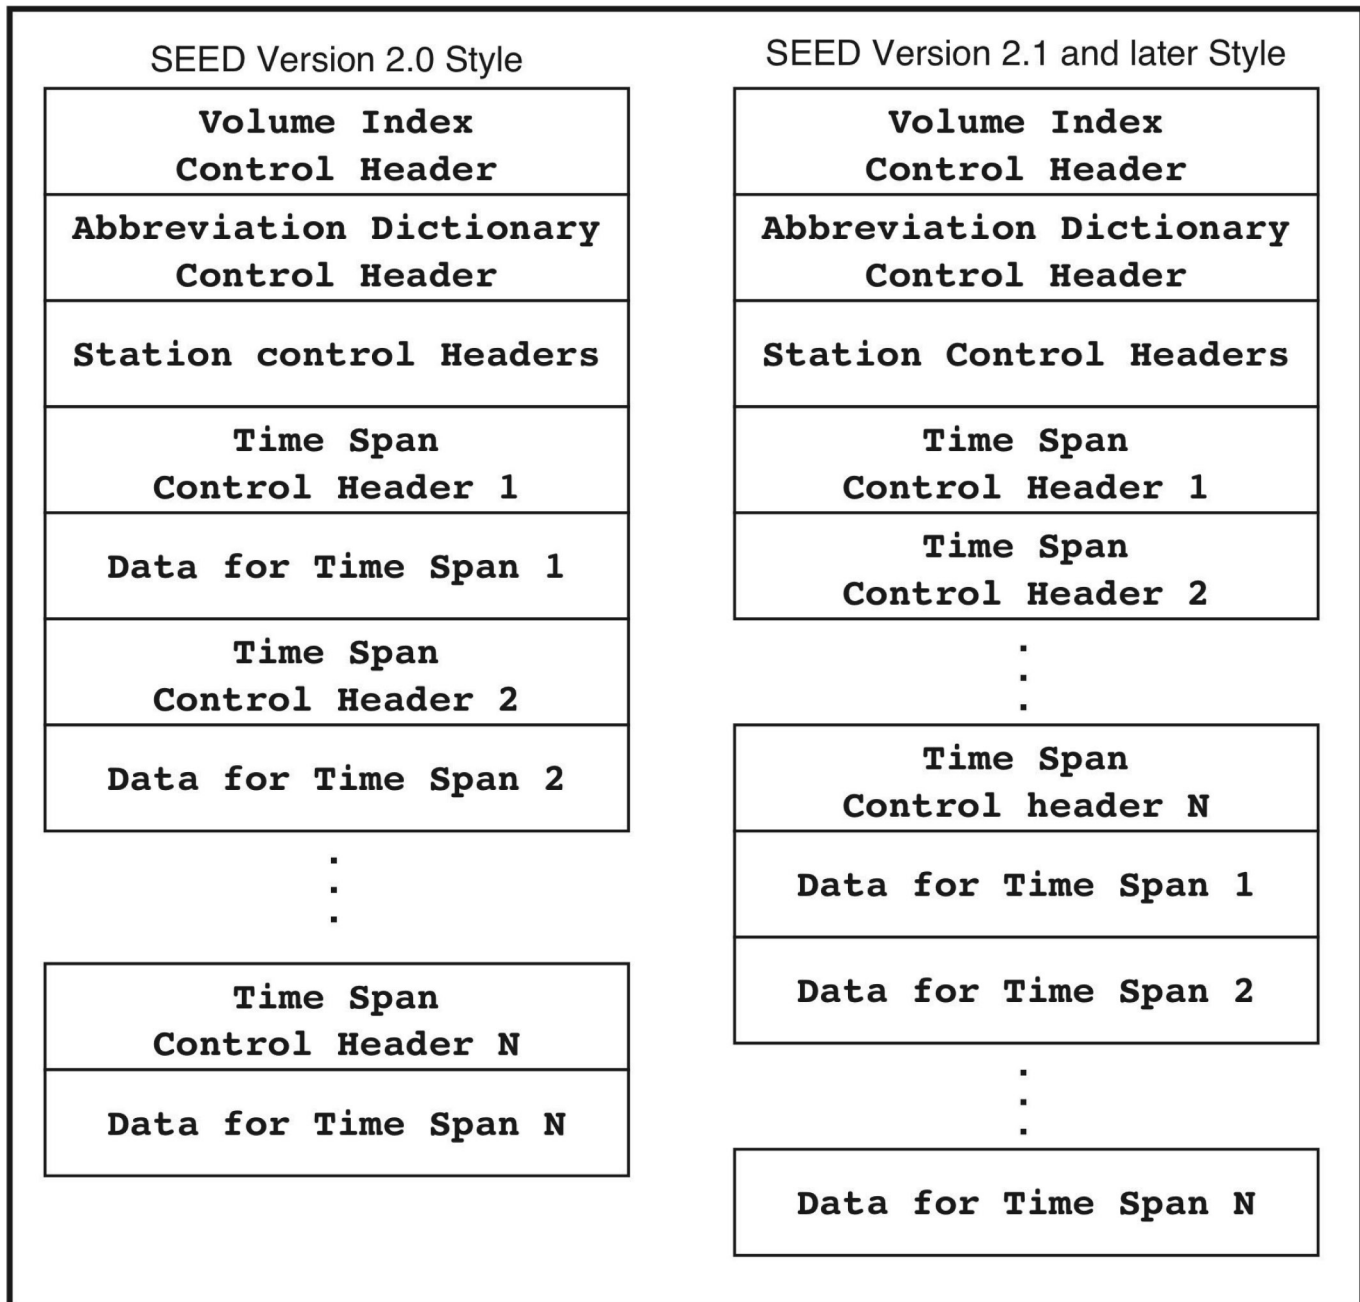 SEED Version 2.0 Style
Volume Index
Control Header
Abbreviation Dictionary
Control Header
Station control Headers
Time Span
Control Header 1
Data for Time Span 1
Time Span
Control Header 2
Data for Time Span 2
.
.
.
Time Span
Control Header N
Data for Time Span N
SEED Version 2.1 and later Style
Volume Index
Control Header
Abbreviation Dictionary
Control Header
Station Control Headers
Time Span
Control Header 1
Time Span
Control Header 2
.
.
.
Time Span
Control header N
Data for Time Span 1
Data for Time Span 2
.
.
.
Data for Time Span N